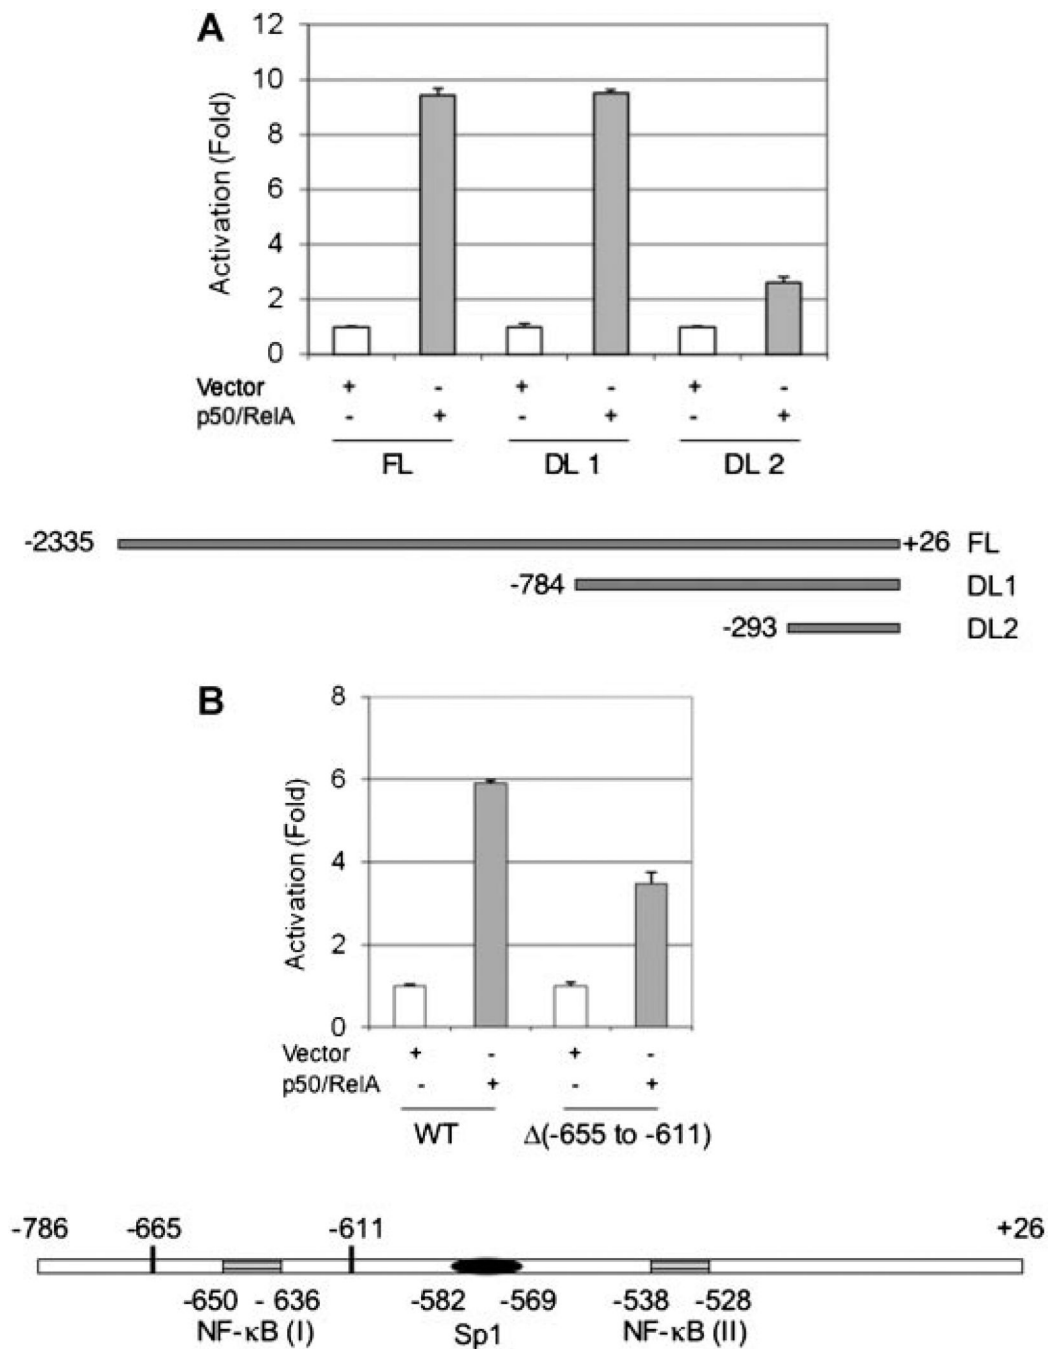 A
12
10
8
6
4
2
0
Activation (Fold)
Vector + - + - + -
p50/RelA - + - + - +
FL DL 1 DL 2
-2335 +26 FL
-784 DL1
-293 DL2
B
8
6
4
2
0
Activation (Fold)
Vector + - + -
p50/RelA - + - +
WT Δ(-655 to -611)
-786 -665 -611 +26
-650 - 636 -582 -569 -538 -528
NF-κB (I) Sp1 NF-κB (II)